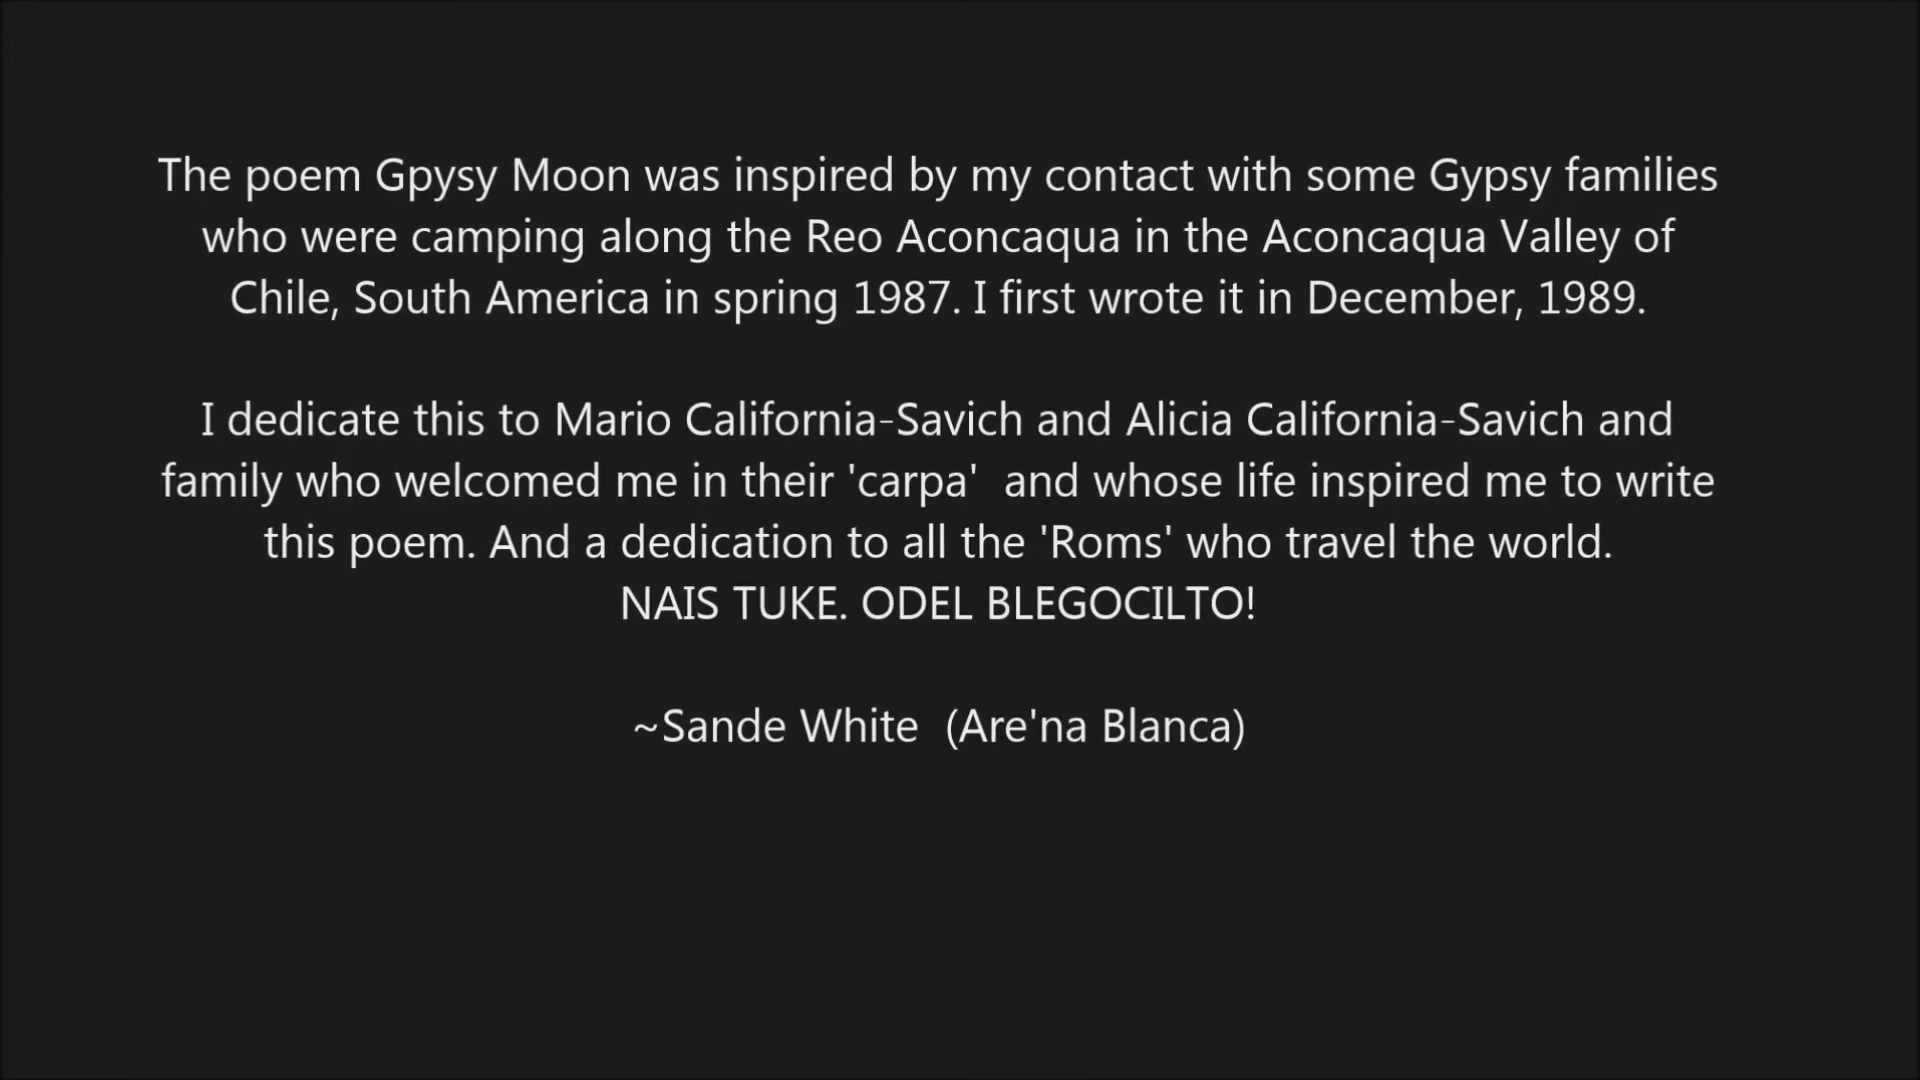 The poem Gpysy Moon was inspired by my contact with some Gypsy families
who were camping along the Reo Aconcaqua in the Aconcaqua Valley of
Chile, South America in spring 1987. I first wrote it in December, 1989.
I dedicate this to Mario California-Savich and Alicia California-Savich and
family who welcomed me in their 'carpa'  and whose life inspired me to write
this poem. And a dedication to all the 'Roms' who travel the world.
NAIS TUKE. ODEL BLEGOCILTO!
~Sande White  (Are'na Blanca)